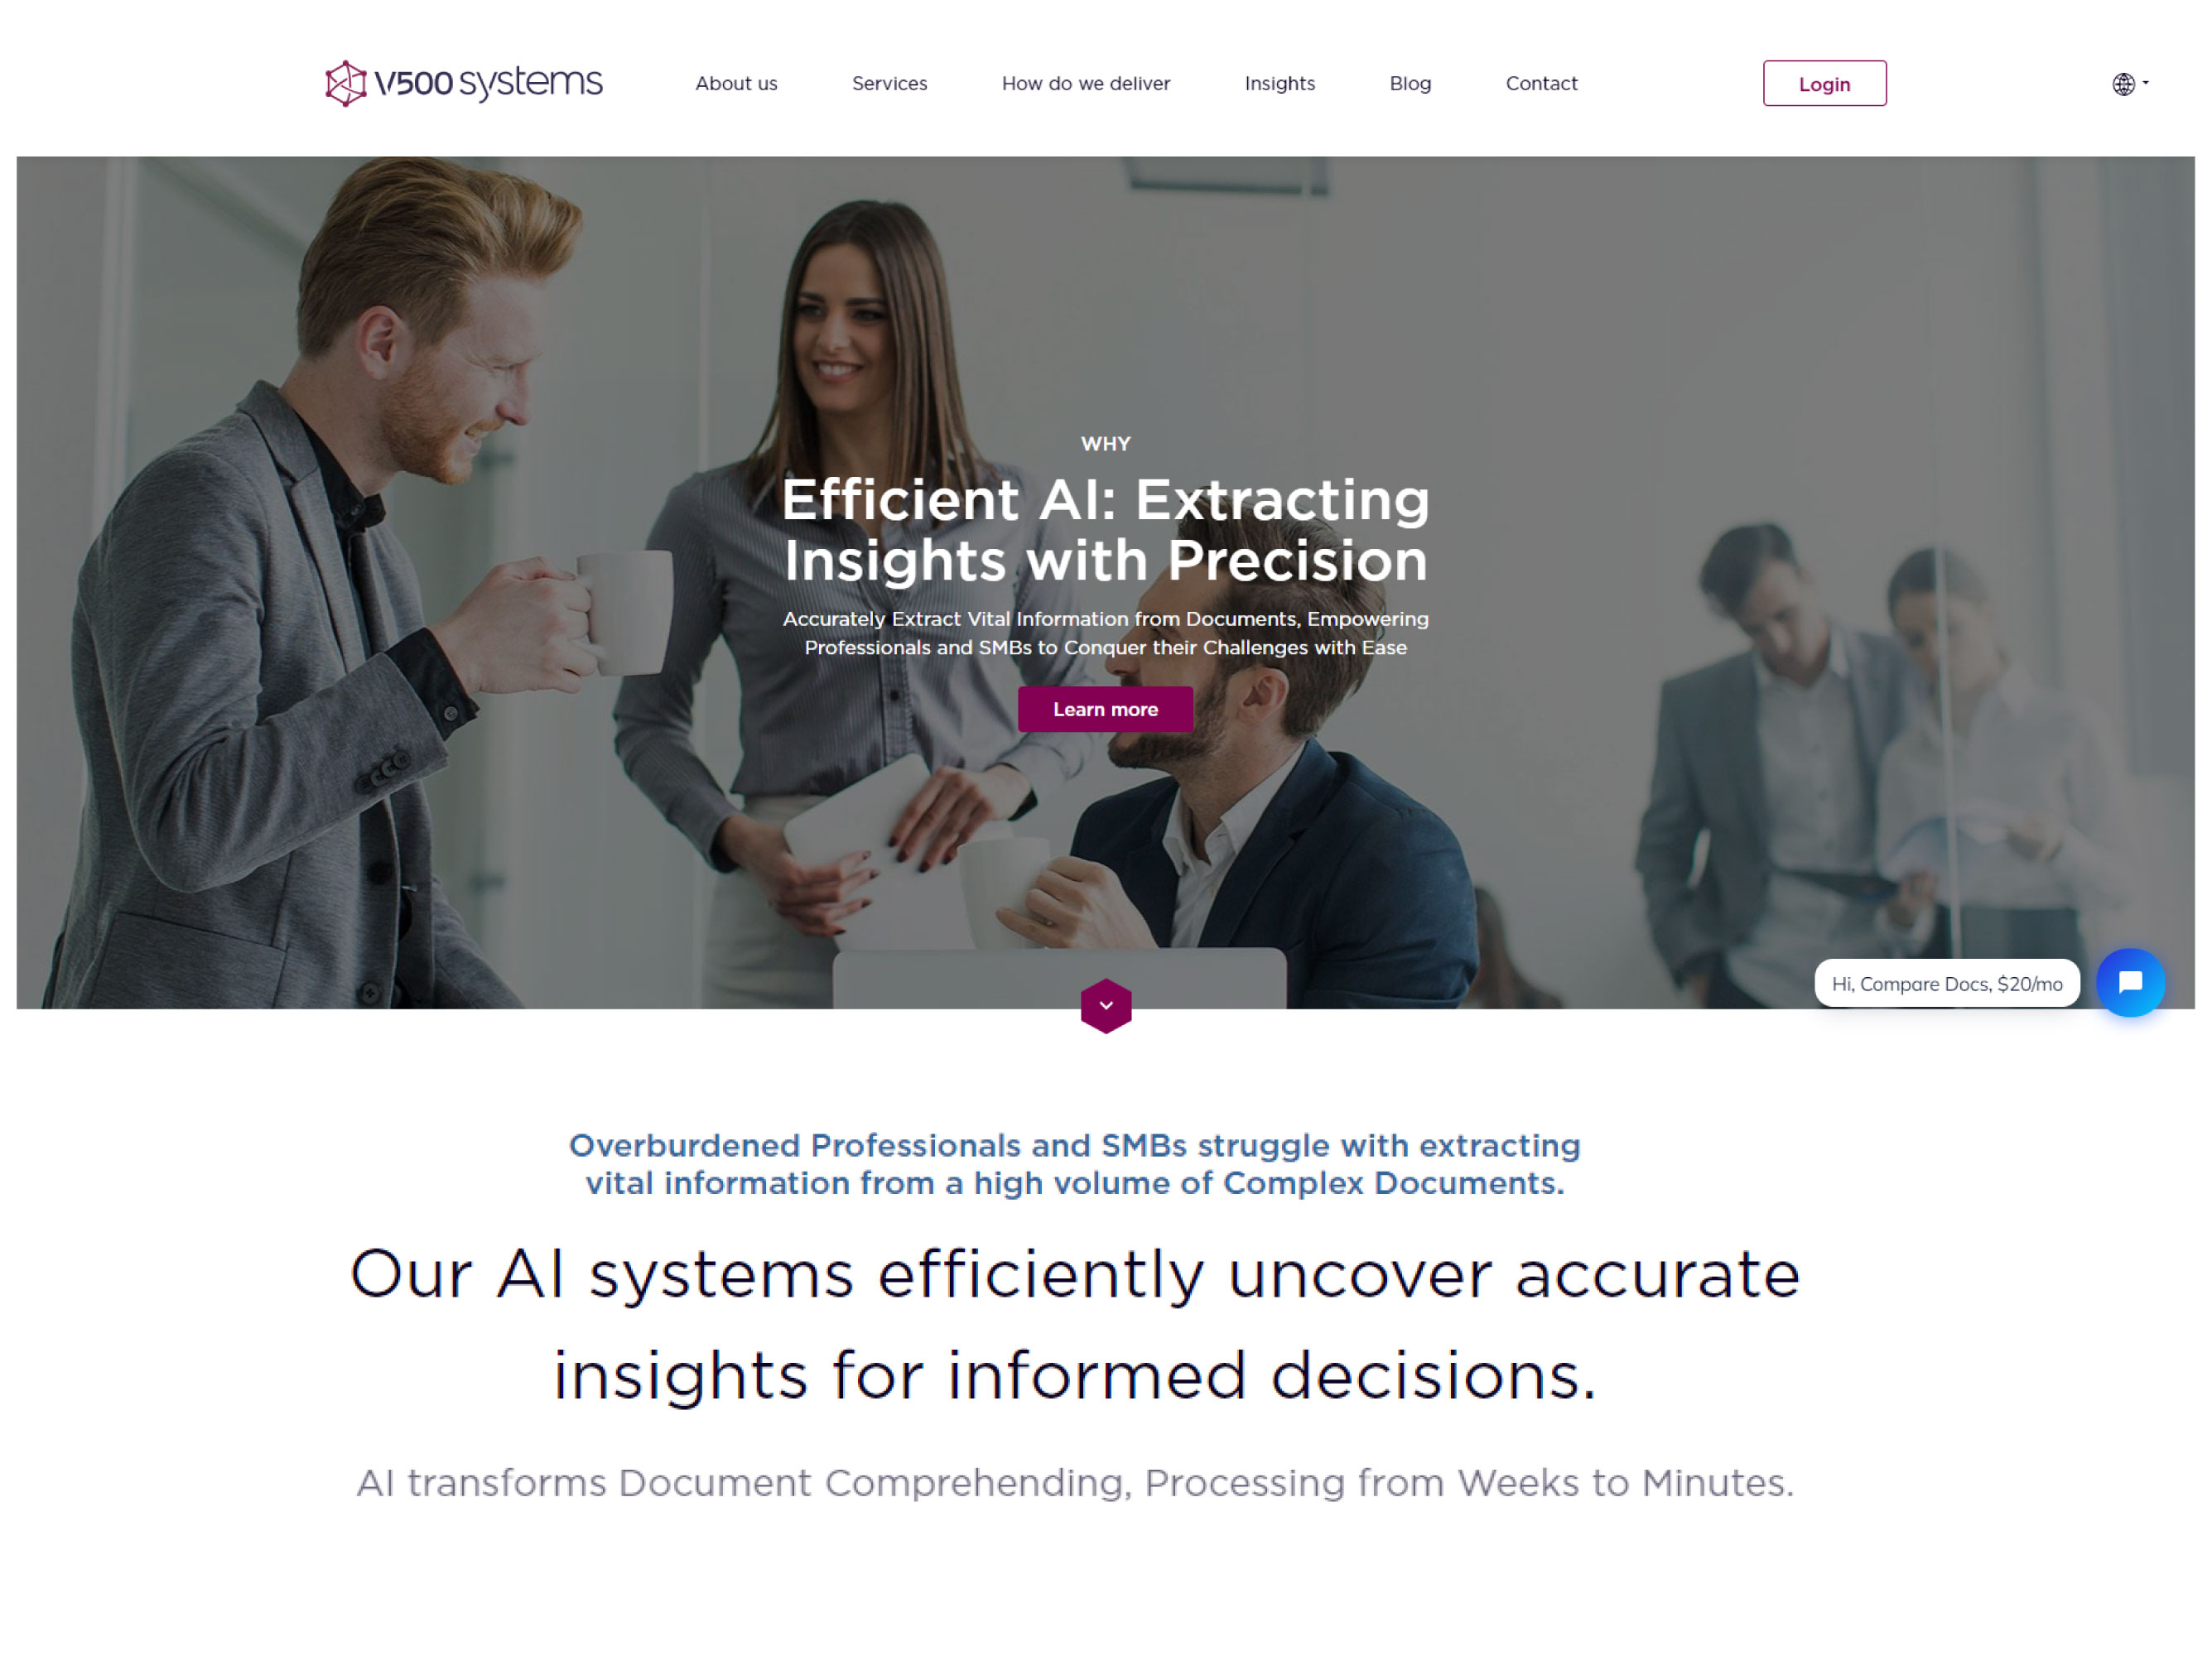 V500 systems
About us
Services
How do we deliver
Insights
Blog
Contact
Login
WHY
Efficient AI: Extracting
Insights with Precision
Accurately Extract Vital Information from Documents, Empowering
Professionals and SMBs to Conquer their Challenges with Ease
Learn more
Hi, Compare Docs, $20/mo
Overburdened Professionals and SMBs struggle with extracting
vital information from a high volume of Complex Documents.
Our AI systems efficiently uncover accurate
insights for informed decisions.
AI transforms Document Comprehending, Processing from Weeks to Minutes.